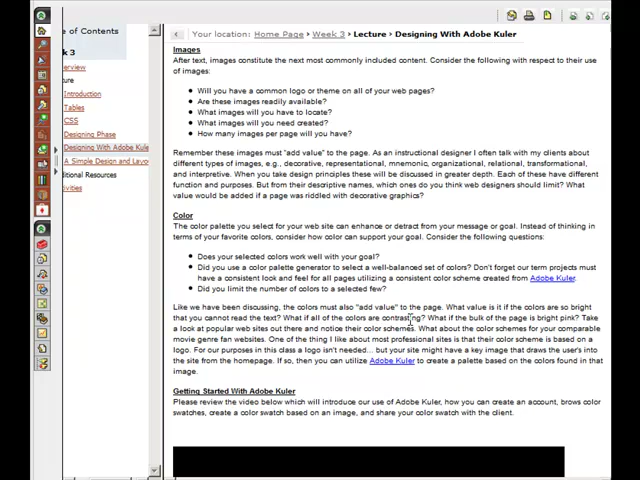 le of Contents
k 3
erview
ture
Introduction
Tables
CSS
Designing Phase
Designing With Adobe Kule
A Simple Design and Layou
ditional Resources
tivities
Your location: Home Page Week 3 Lecture Designing With Adobe Kuler
Images
After text, images constitute the next most commonly included content. Consider the following with respect to their use
of images:
Will you have a common logo or theme on all of your web pages?
Are these images readily available?
What images will you have to locate?
What images will you need created?
How many images per page will you have?
Remember these images must "add value" to the page. As an instructional designer I often talk with my clients about
different types of images, e.g., decorative, representational, mnemonic, organizational, relational, transformational,
and interpretive. When you take design principles these will be discussed in greater depth. Each of these have different
function and purposes. But from their descriptive names, which ones do you think web designers should limit? What
value would be added if a page was riddled with decorative graphics?
Color
The color palette you select for your web site can enhance or detract from your message or goal. Instead of thinking in
terms of your favorite colors, consider how color can support your goal. Consider the following questions:
Does your selected colors work well with your goal?
Did you use a color palette generator to select a well-balanced set of colors? Don't forget our term projects must
have a consistent look and feel for all pages utilizing a consistent color scheme created from Adobe Kuler.
Did you limit the number of colors to a selected few?
Like we have been discussing, the colors must also "add value" to the page. What value is it if the colors are so bright
that you cannot read the text? What if all of the colors are contrasting? What if the bulk of the page is bright pink? Take
a look at popular web sites out there and notice their color schemes. What about the color schemes for your comparable
movie genre fan websites. One of the thing I like about most professional sites is that their color scheme is based on a
logo. For our purposes in this class a logo isn't needed... but your site might have a key image that draws the user's into
the site from the homepage. If so, then you can utilize Adobe Kuler to create a palette based on the colors found in that
image.
Getting Started With Adobe Kuler
Please review the video below which will introduce our use of Adobe Kuler, how you can create an account, brows color
swatches, create a color swatch based on an image, and share your color swatch with the client.